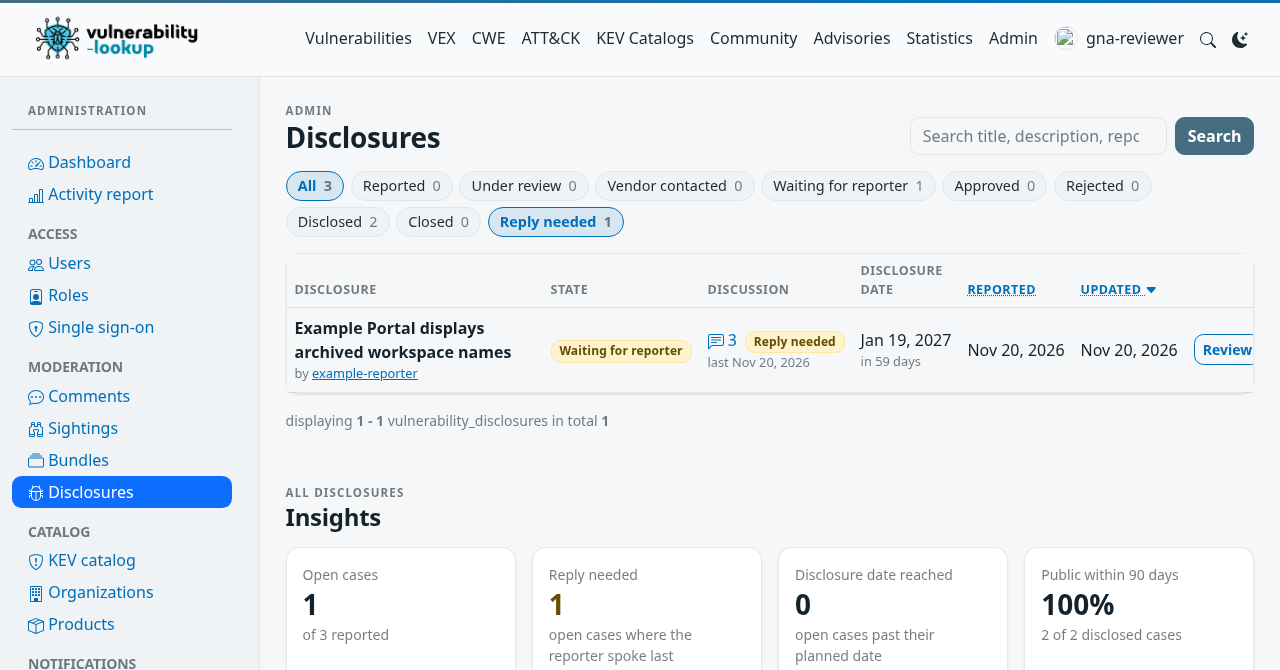 vulnerability
-lookup
Vulnerabilities VEX CWE ATT&CK KEV Catalogs Community Advisories Statistics Admin gna-reviewer
ADMINISTRATION
Dashboard
Activity report
ACCESS
Users
Roles
Single sign-on
MODERATION
Comments
Sightings
Bundles
Disclosures
CATALOG
KEV catalog
Organizations
Products
NOTIFICATIONS
ADMIN
Disclosures
Search title, description, repo
Search
All 3 Reported 0 Under review 0 Vendor contacted 0 Waiting for reporter 1 Approved 0 Rejected 0
Disclosed 2 Closed 0 Reply needed 1
DISCLOSURE STATE DISCUSSION DISCLOSURE DATE REPORTED UPDATED
Example Portal displays
archived workspace names
by example-reporter
Waiting for reporter
3 Reply needed
last Nov 20, 2026
Jan 19, 2027
in 59 days
Nov 20, 2026
Nov 20, 2026
Review
displaying 1 - 1 vulnerability_disclosures in total 1
ALL DISCLOSURES
Insights
Open cases
1
of 3 reported
Reply needed
1
open cases where the
reporter spoke last
Disclosure date reached
0
open cases past their
planned date
Public within 90 days
100%
2 of 2 disclosed cases